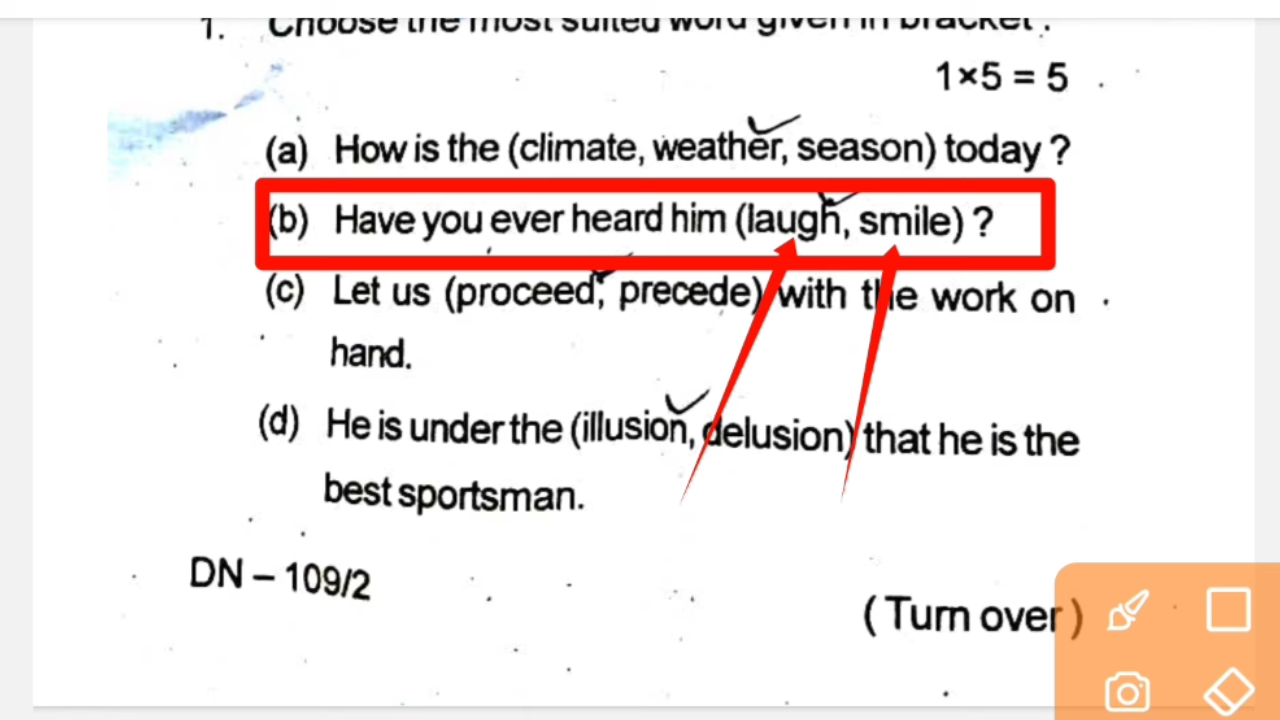 1. Choose the most suited word given in bracket :
1×5 = 5
(a) How is the (climate, weather, season) today ?
(b) Have you ever heard him (laugh, smile) ?
(c) Let us (proceed, precede) with the work on
hand.
(d) He is under the (illusion, delusion) that he is the
best sportsman.
DN – 109/2
( Turn over )